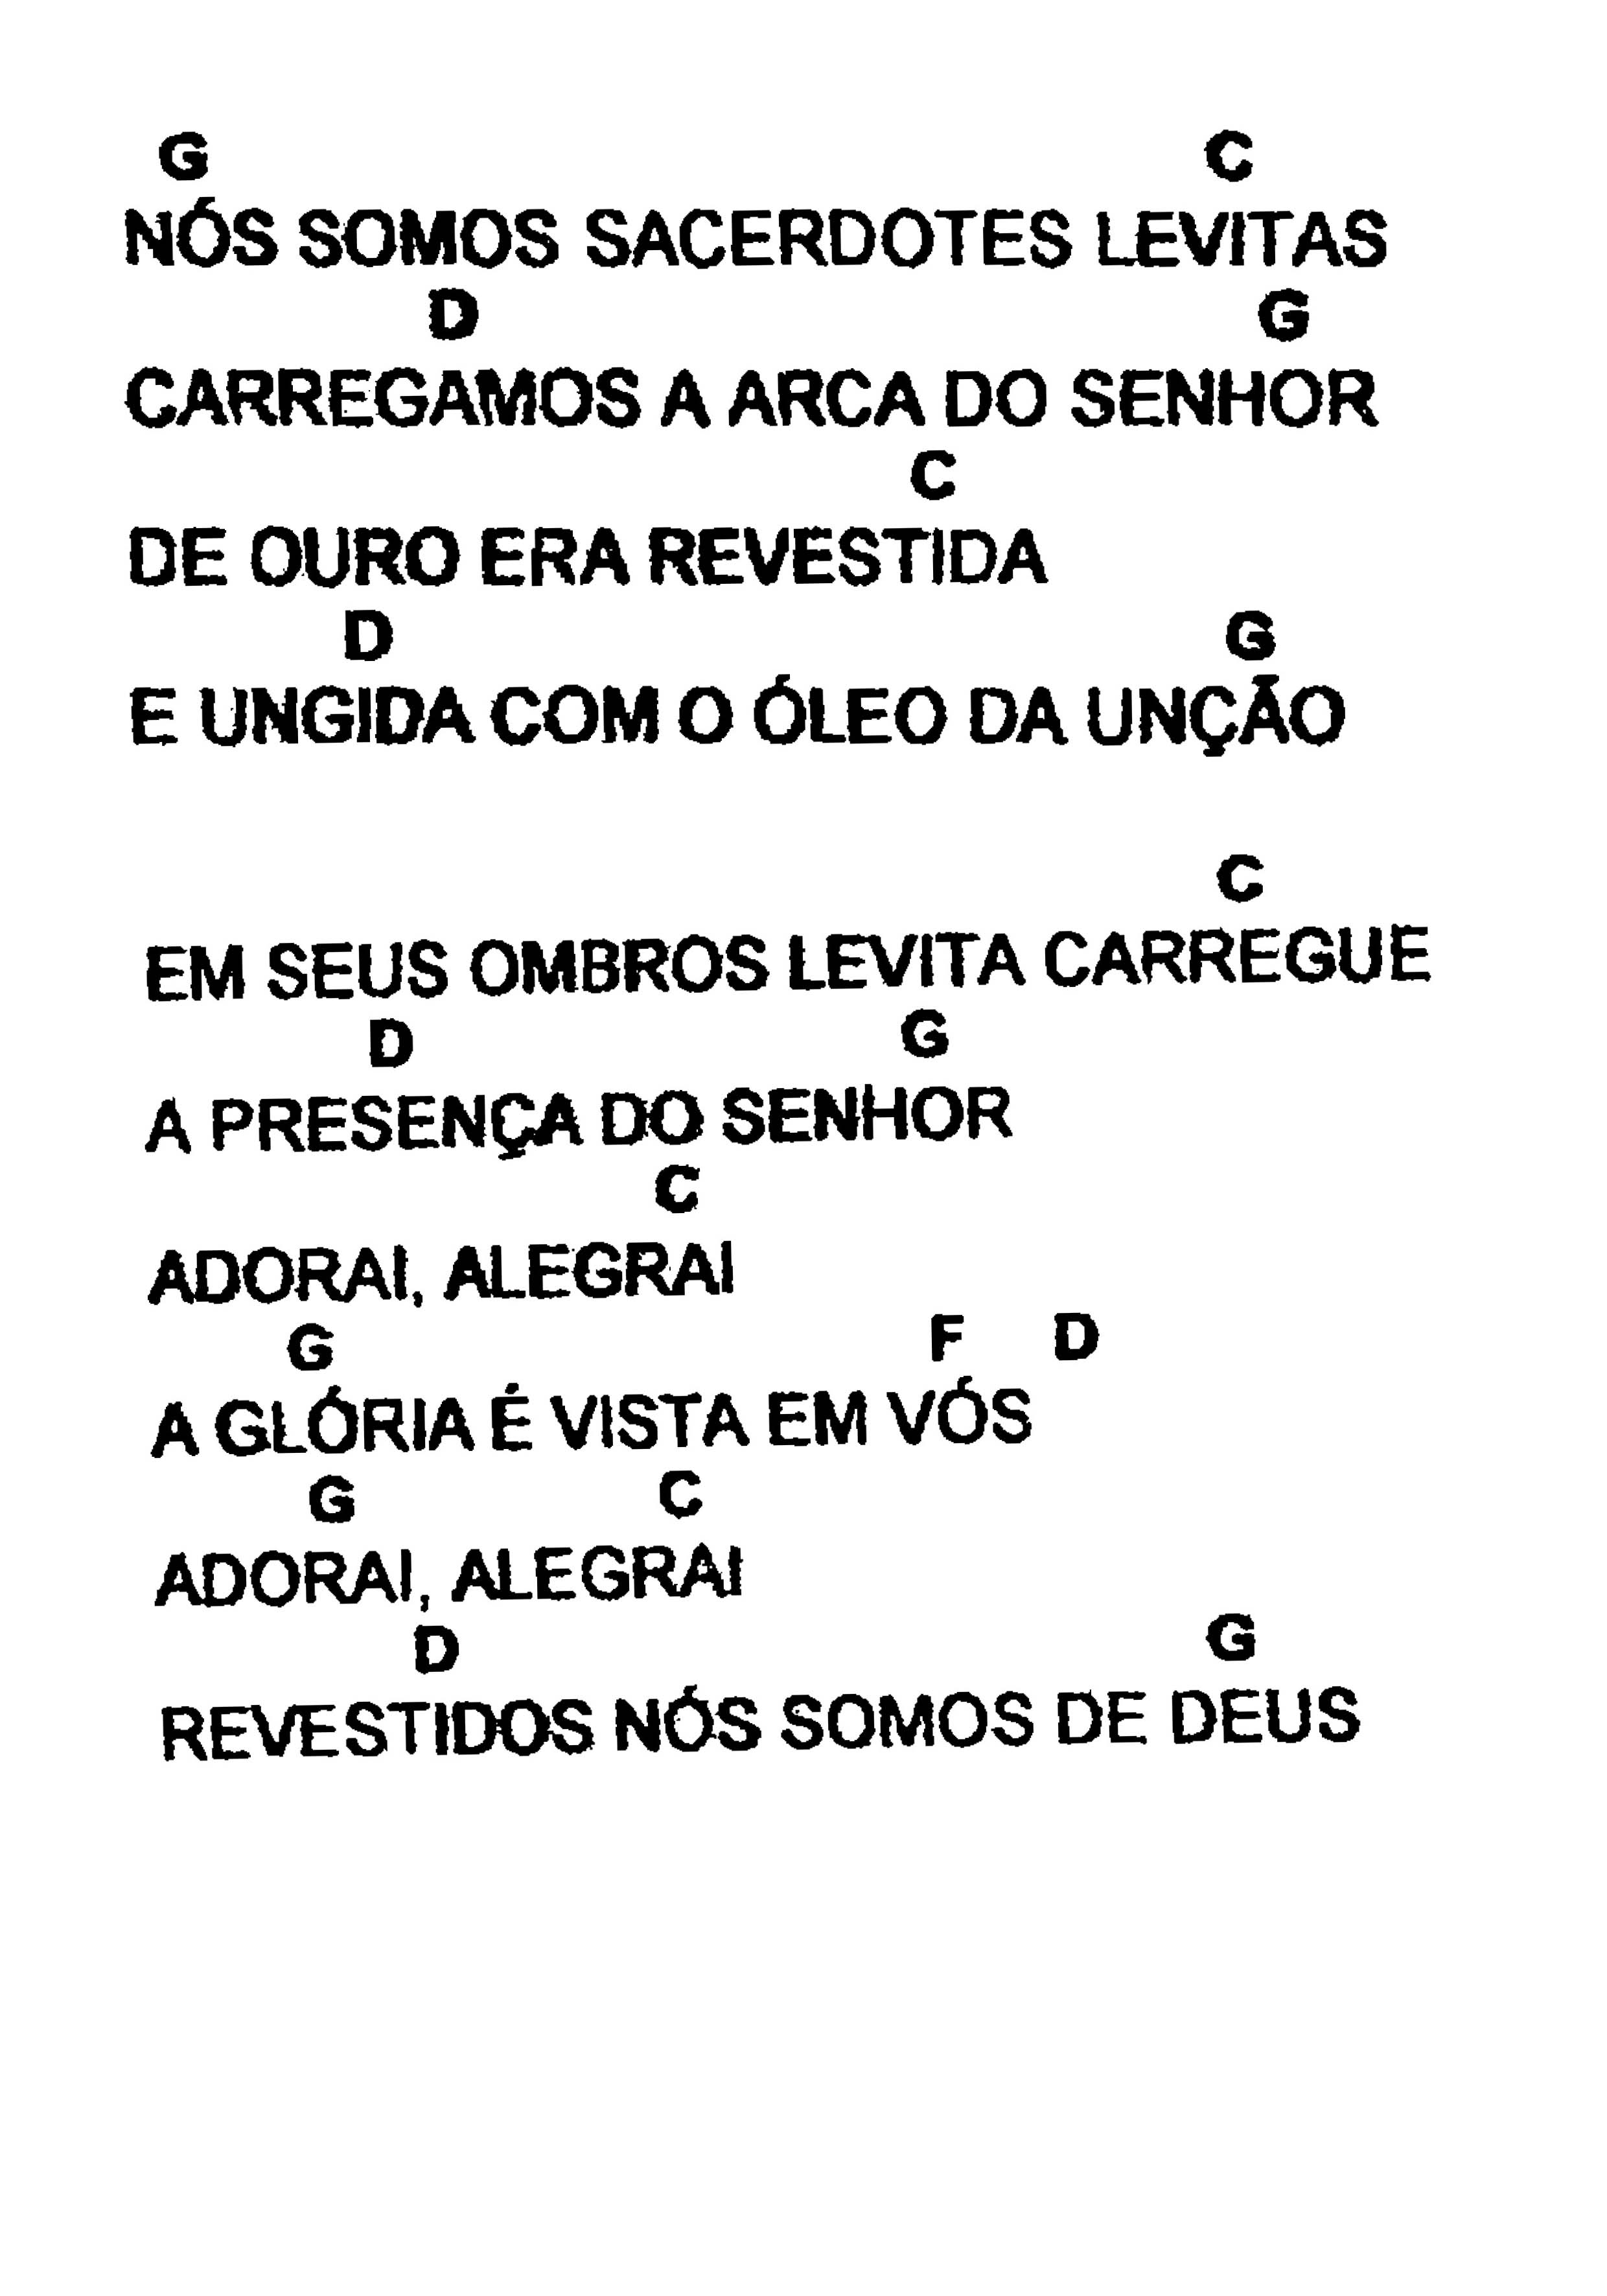 G C
NÓS SOMOS SACERDOTES LEVITAS
D G
CARREGAMOS A ARCA DO SENHOR
C
DE OURO ERA REVESTIDA
D G
E UNGIDA COM O ÓLEO DA UNÇÃO
C
EM SEUS OMBROS LEVITA CARREGUE
D G
A PRESENÇA DO SENHOR
C
ADORAI, ALEGRAI
G F D
A GLÓRIA É VISTA EM VÓS
G C
ADORAI, ALEGRAI
D G
REVESTIDOS NÓS SOMOS DE DEUS